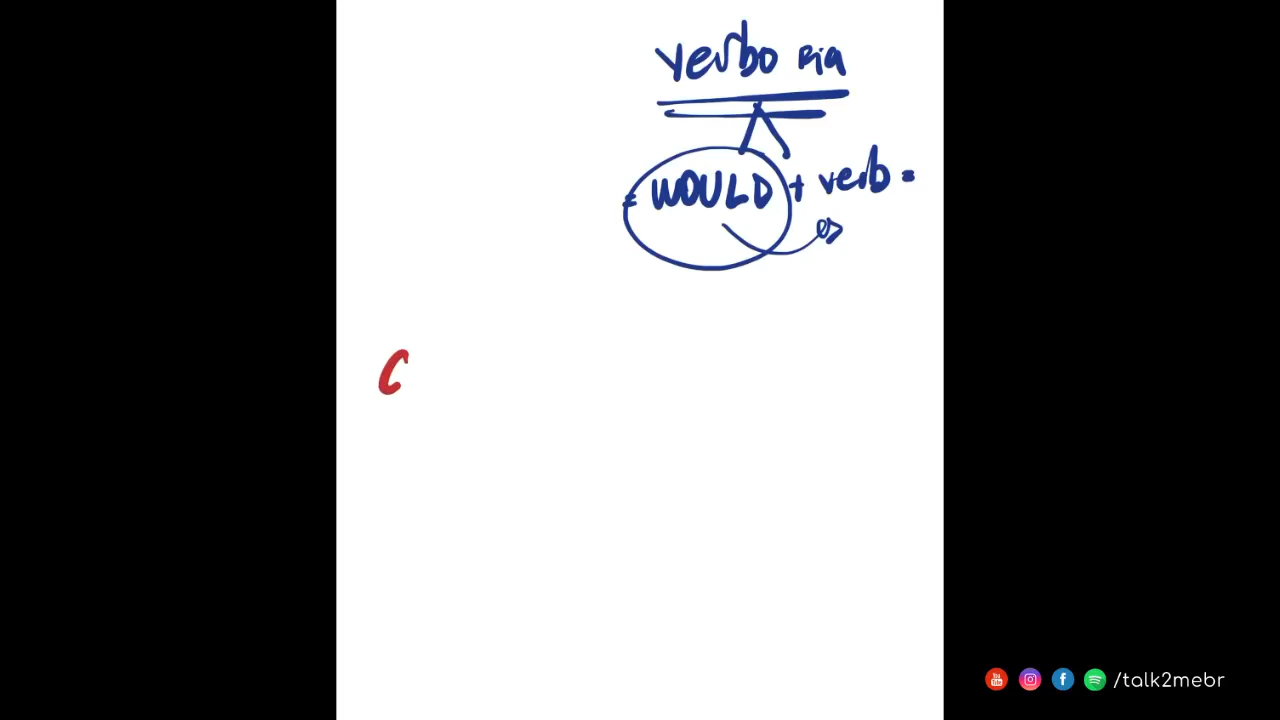 verbo ria
= WOULD + verb =
C
/talk2mebr